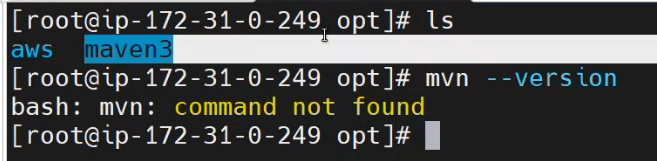 [root@ip-172-31-0-249 opt]# ls
aws  maven3
[root@ip-172-31-0-249 opt]# mvn --version
bash: mvn: command not found
[root@ip-172-31-0-249 opt]#